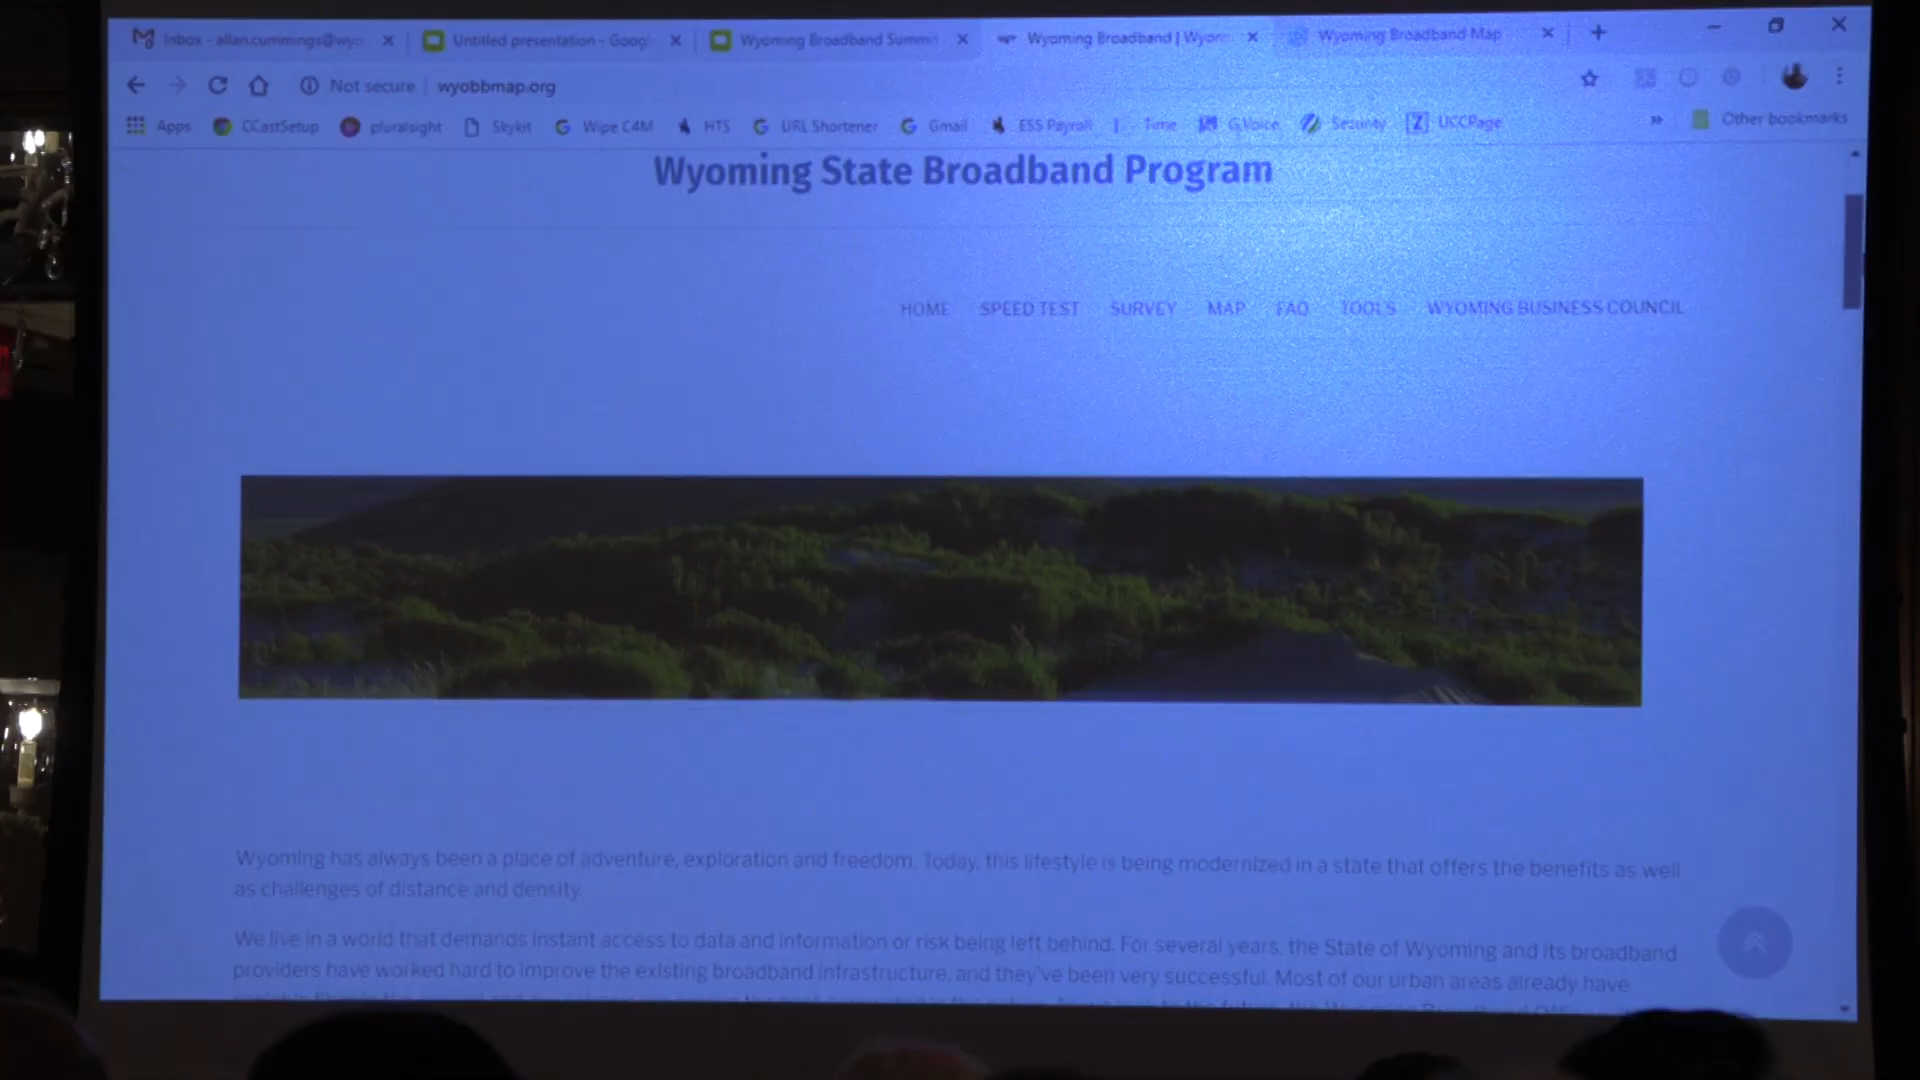 Inbox - allan.cummings@wyo
Untitled presentation - Goog
Wyoming Broadband Summit
Wyoming Broadband | Wyom
Wyoming Broadband Map
Not secure
wyobbmap.org
Apps
CCastSetup
pluralsight
Skybit
Wipe C4M
HTS
URL Shortener
Gmail
ESS Payroll
Time
G.Voice
Security
UCCPage
Other bookmarks
Wyoming State Broadband Program
HOME SPEED TEST SURVEY MAP FAQ TOOLS WYOMING BUSINESS COUNCIL
Wyoming has always been a place of adventure, exploration and freedom. Today, this lifestyle is being modernized in a state that offers the benefits as well
as challenges of distance and density.
We live in a world that demands instant access to data and information or risk being left behind. For several years, the State of Wyoming and its broadband
providers have worked hard to improve the existing broadband infrastructure, and they've been very successful. Most of our urban areas already have